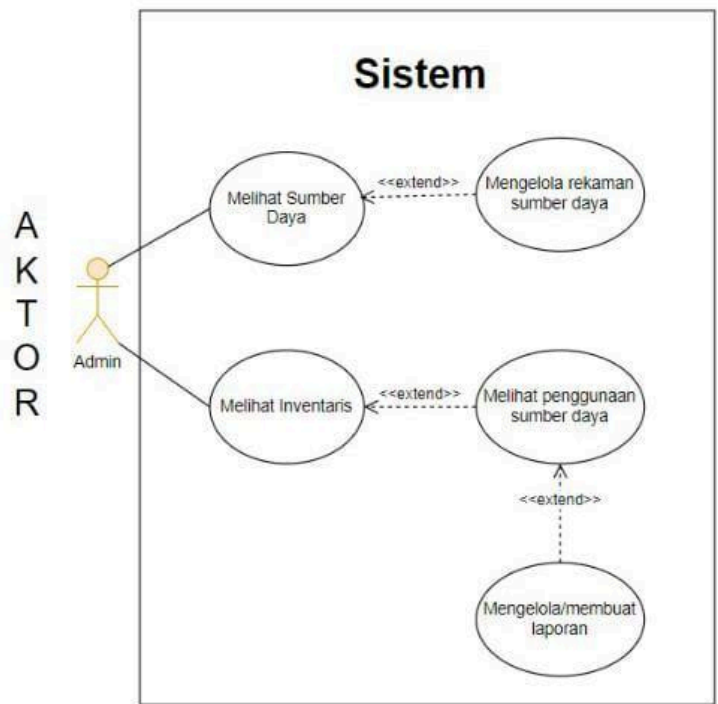 Sistem
AKTOR
Admin
Melihat Sumber
Daya
<<extend>>
Mengelola rekaman
sumber daya
Melihat Inventaris
<<extend>>
Melihat penggunaan
sumber daya
<<extend>>
Mengelola/membuat
laporan